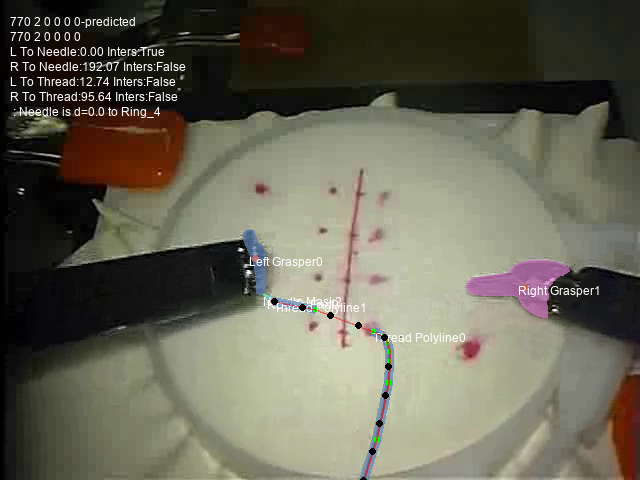 770 2 0 0 0 0-predicted
770 2 0 0 0 0
L To Needle:0.00 Inters:True
R To Needle:192.07 Inters:False
L To Thread:12.74 Inters:False
R To Thread:95.64 Inters:False
: Needle is d=0.0 to Ring_4
Left Grasper0
Right Grasper1
Thread Polyline1
Thread Polyline0